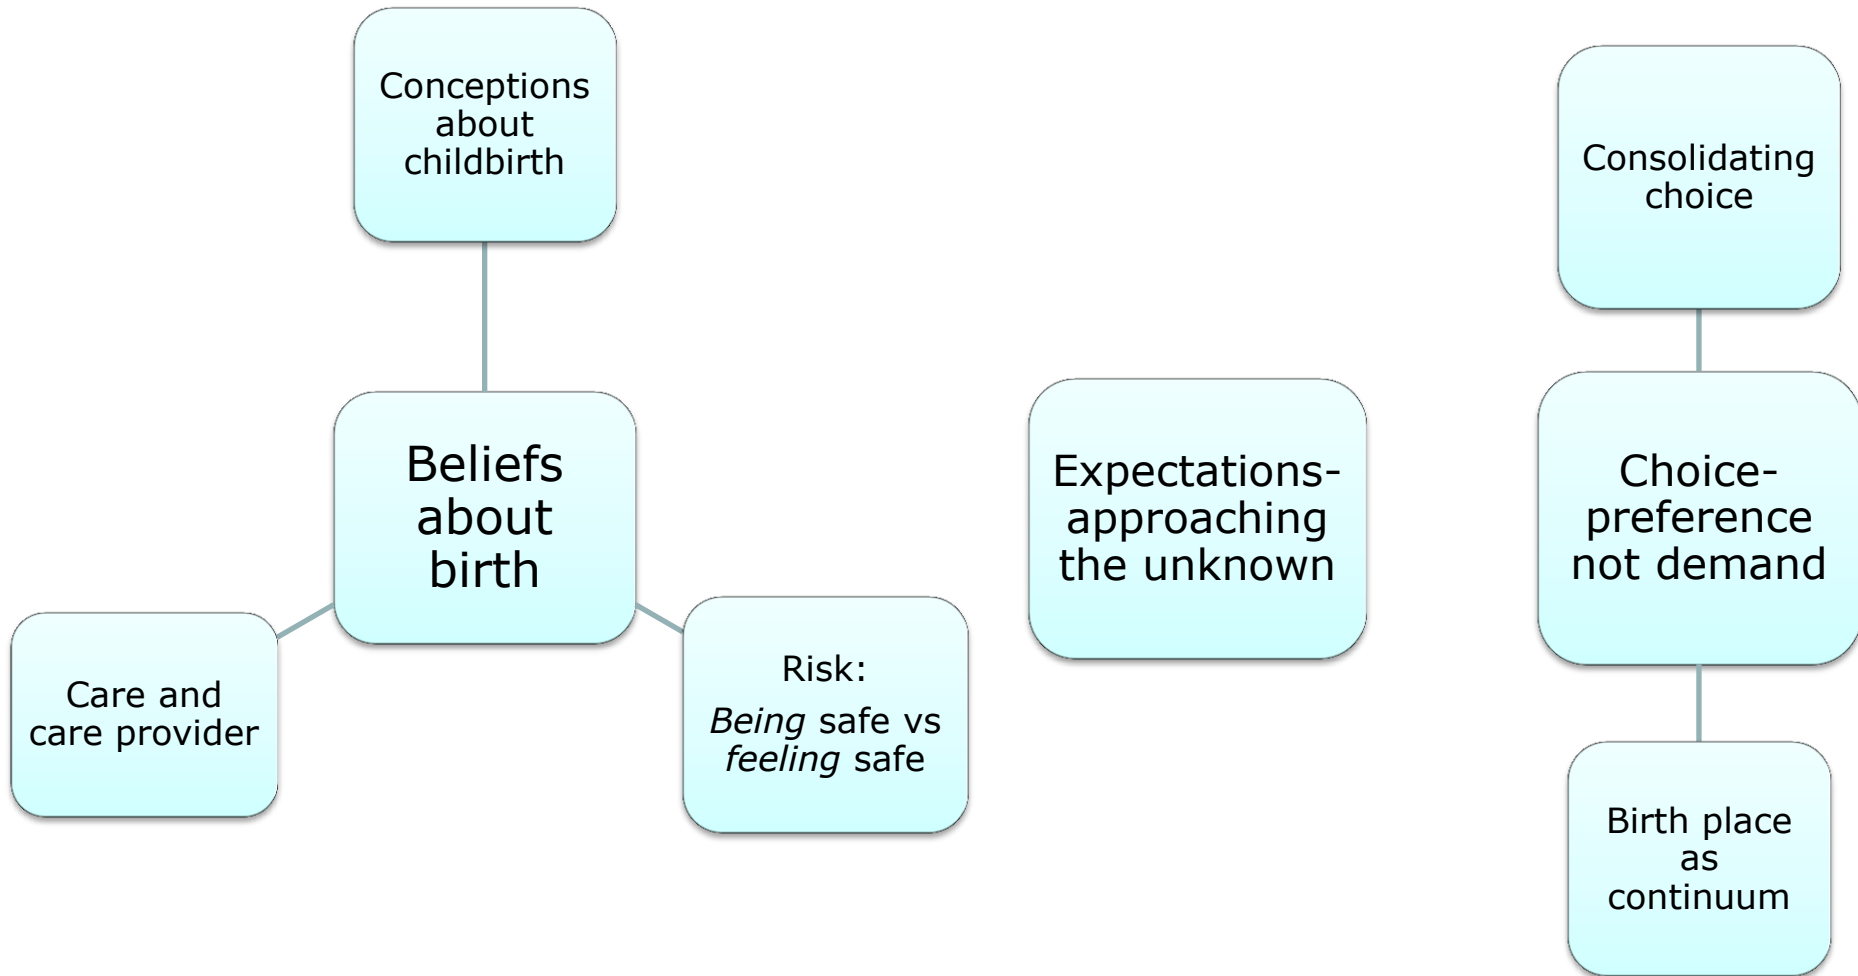 Conceptions
about
childbirth
Beliefs
about
birth
Care and
care provider
Risk:
Being safe vs
feeling safe
Expectations-
approaching
the unknown
Consolidating
choice
Choice-
preference
not demand
Birth place
as
continuum